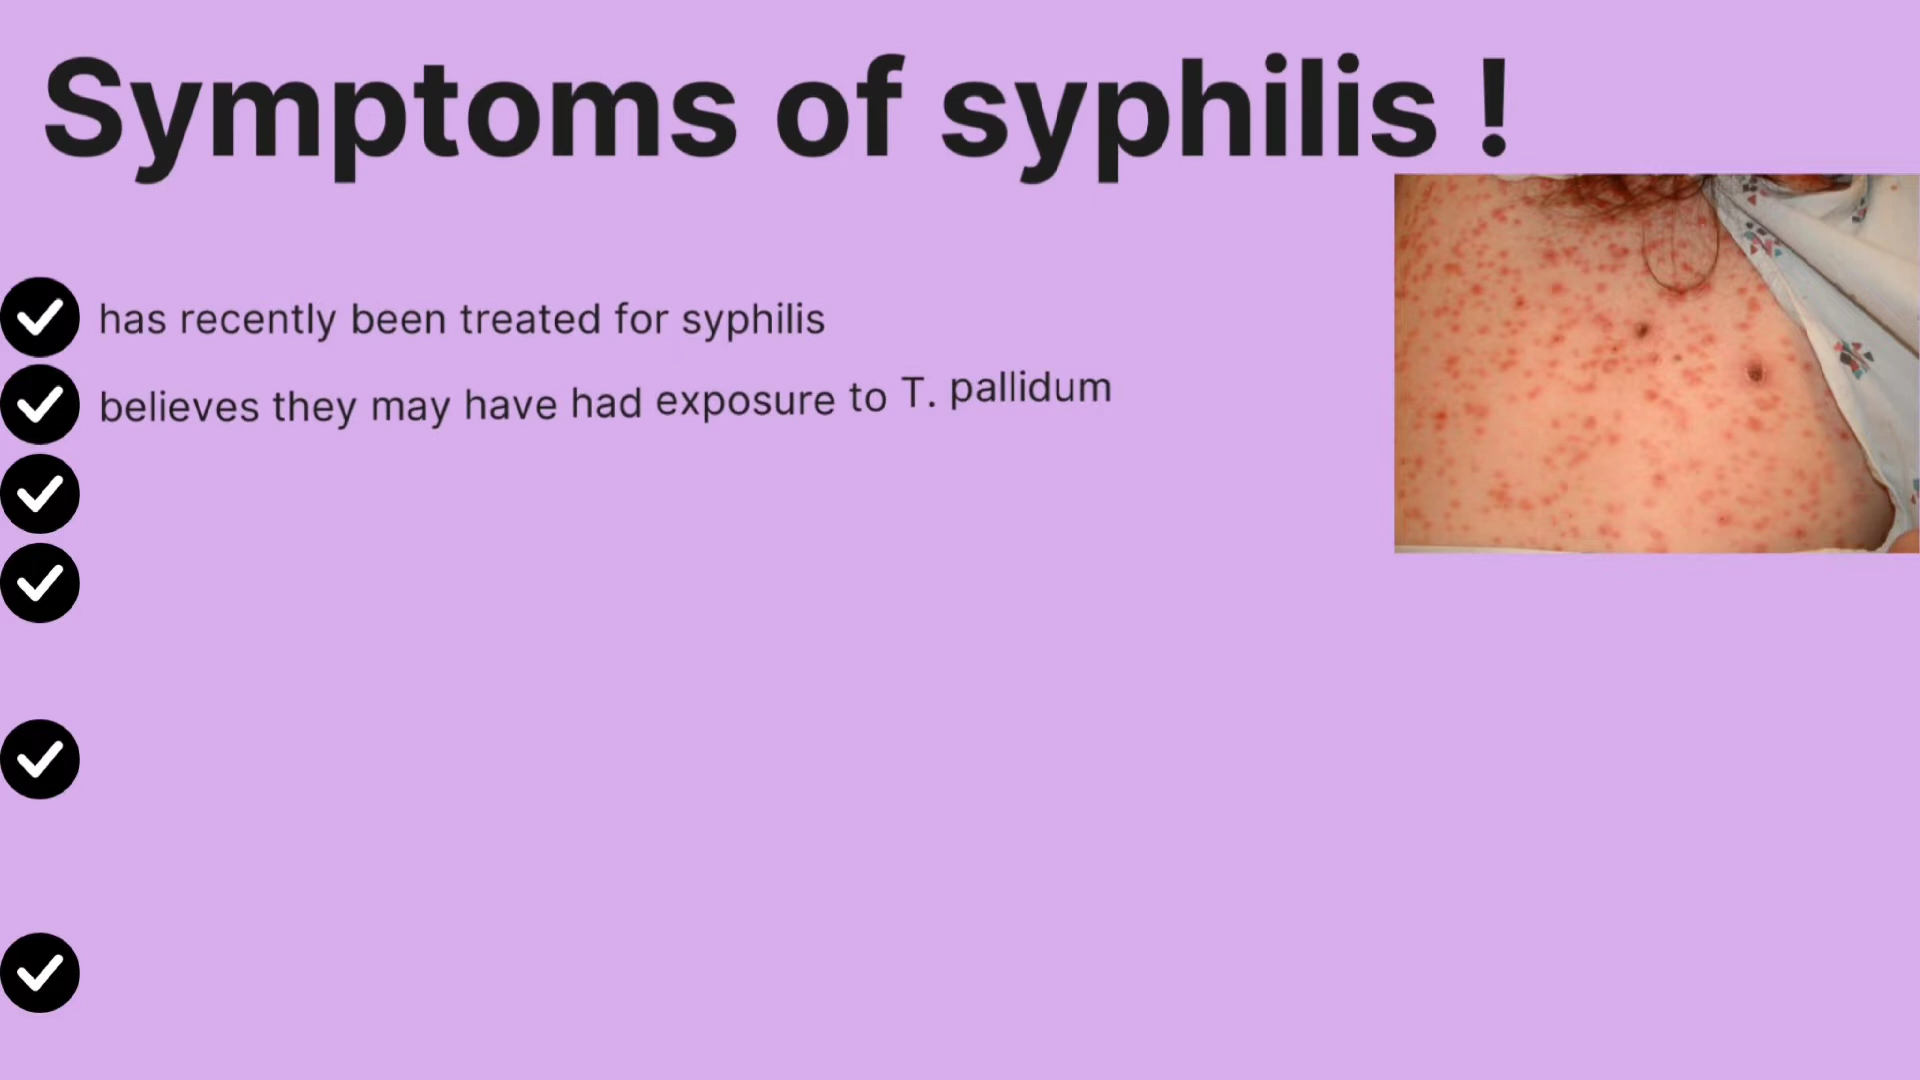 Symptoms of syphilis !
has recently been treated for syphilis
believes they may have had exposure to T. pallidum